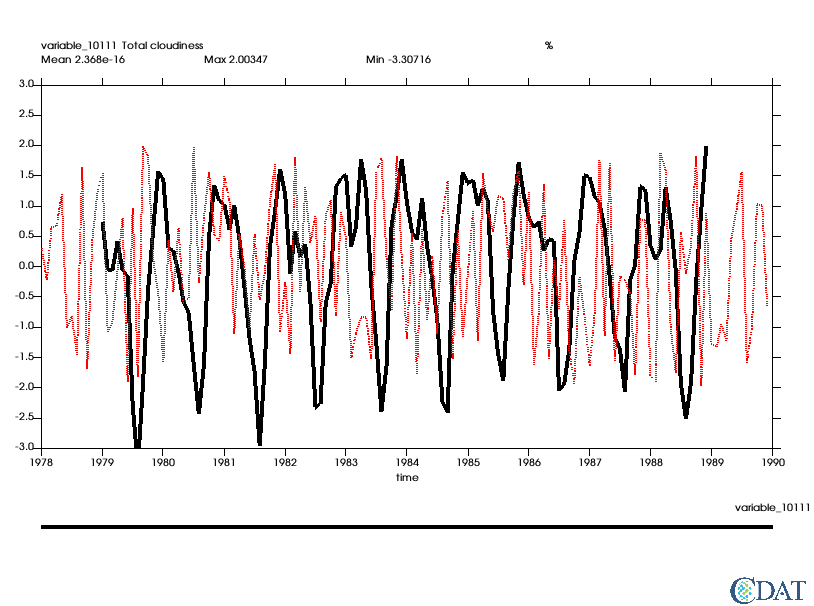 variable_10111 Total cloudiness %
Mean 2.368e-16 Max 2.00347 Min -3.30716
3.0
2.5
2.0
1.5
1.0
0.5
0.0
-0.5
-1.0
-1.5
-2.0
-2.5
-3.0
1978 1979 1980 1981 1982 1983 1984 1985 1986 1987 1988 1989 1990
time
variable_10111
CDAT